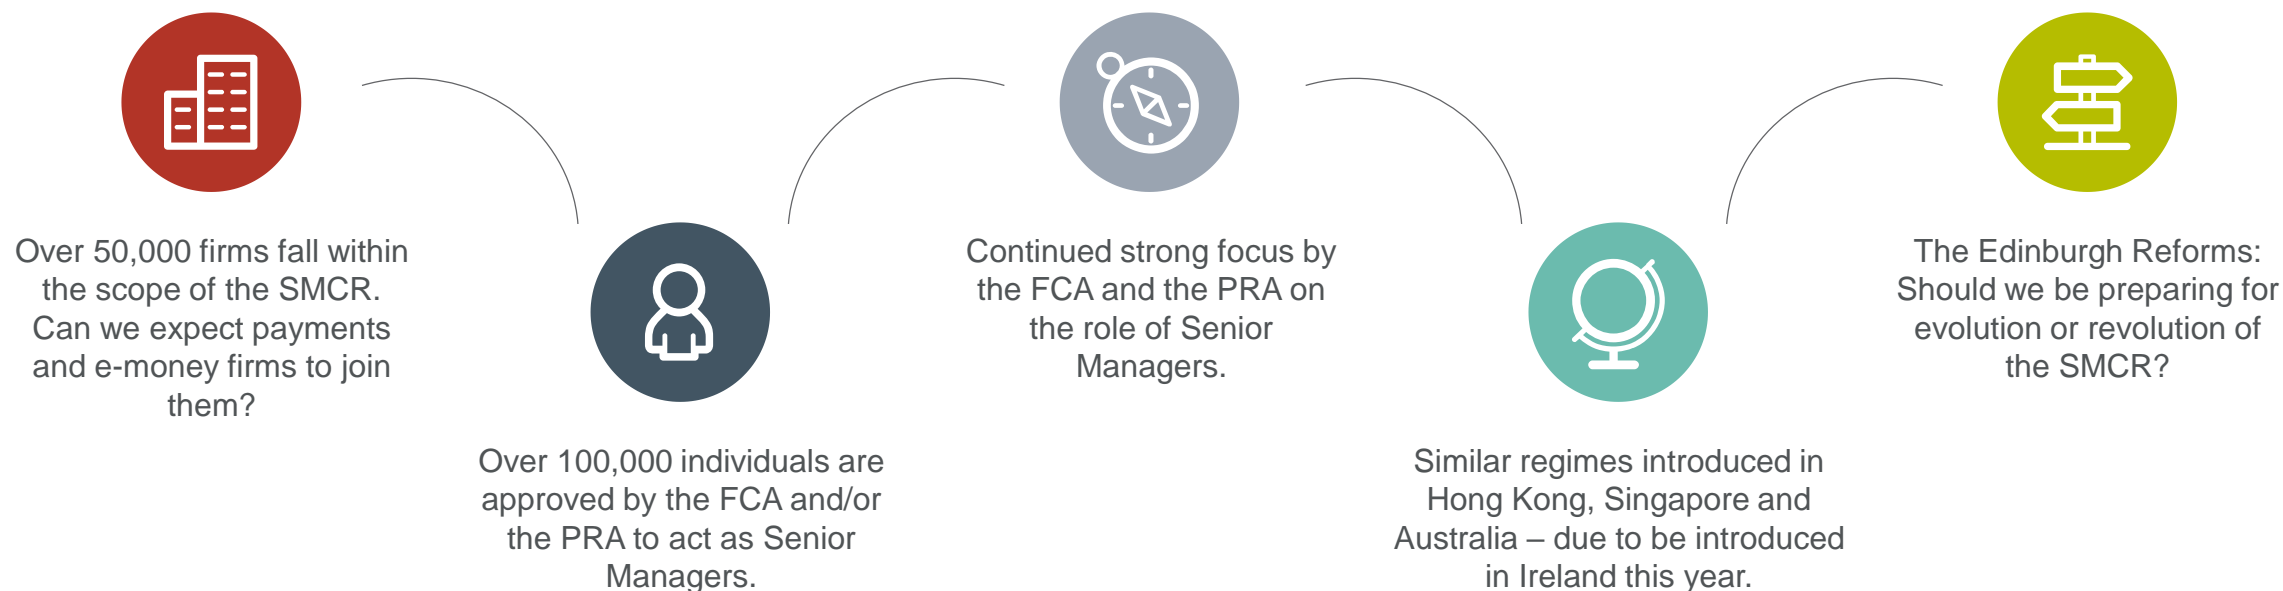 Over 50,000 firms fall within
the scope of the SMCR.
Can we expect payments
and e-money firms to join
them?
Over 100,000 individuals are
approved by the FCA and/or
the PRA to act as Senior
Managers.
Continued strong focus by
the FCA and the PRA on
the role of Senior
Managers.
Similar regimes introduced in
Hong Kong, Singapore and
Australia – due to be introduced
in Ireland this year.
The Edinburgh Reforms:
Should we be preparing for
evolution or revolution of
the SMCR?